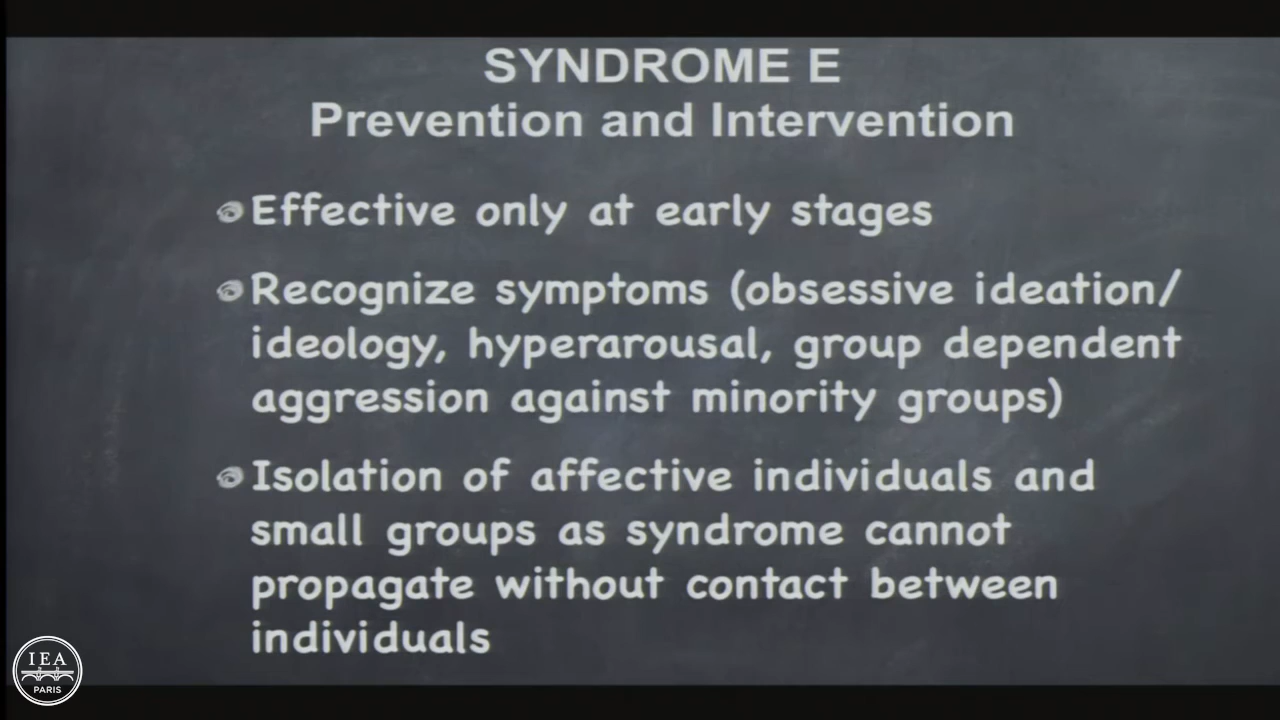 SYNDROME E
Prevention and Intervention
Effective only at early stages
Recognize symptoms (obsessive ideation/
ideology, hyperarousal, group dependent
aggression against minority groups)
Isolation of affective individuals and
small groups as syndrome cannot
propagate without contact between
individuals
IEA
PARIS